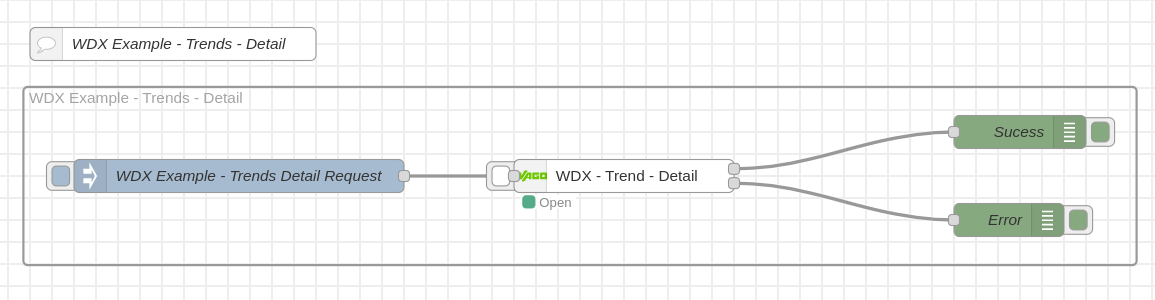 WDX Example - Trends - Detail
WDX Example - Trends - Detail
Sucess
WDX Example - Trends Detail Request
WAGO
WDX - Trend - Detail
Open
Error